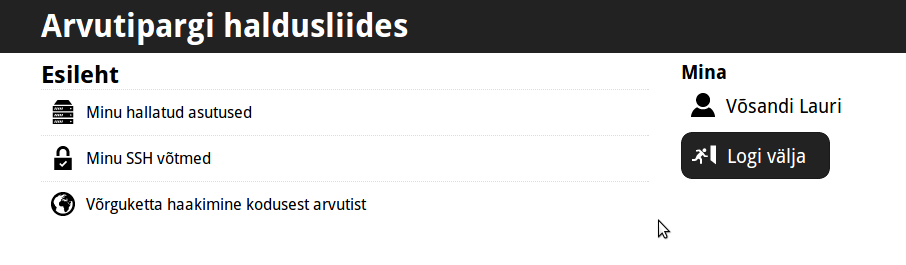 Arvutipargi haldusliides
Esileht
Minu hallatud asutused
Minu SSH võtmed
Võrguketta haakimine kodusest arvutist
Mina
Võsandi Lauri
Logi välja